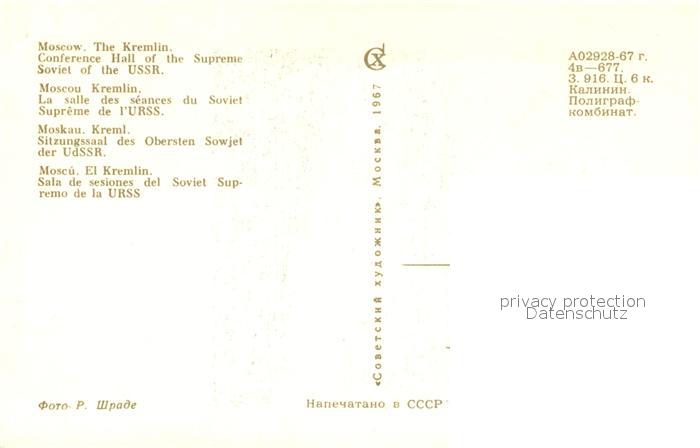 Moscow. The Kremlin.
Conference Hall of the Supreme
Soviet of the USSR.
Moscou Kremlin.
La salle des séances du Soviet
Suprême de l'URSS.
Moskau. Kreml.
Sitzungssaal des Obersten Sowjet
der UdSSR.
Moscú. El Kremlin.
Sala de sesiones del Soviet Sup-
remo de la URSS
Фото Р. Шраде
СХ
«Советский художник». Москва. 1967
Напечатано в СССР
А02928-67 г.
4в—677.
З. 916. Ц. 6 к.
Калинин.
Полиграф-
комбинат.
privacy protection
Datenschutz